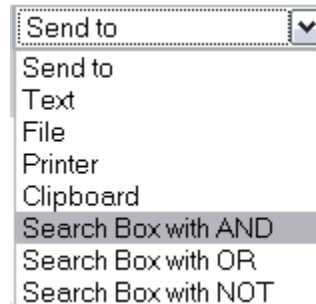 Send to
Send to
Text
File
Printer
Clipboard
Search Box with AND
Search Box with OR
Search Box with NOT